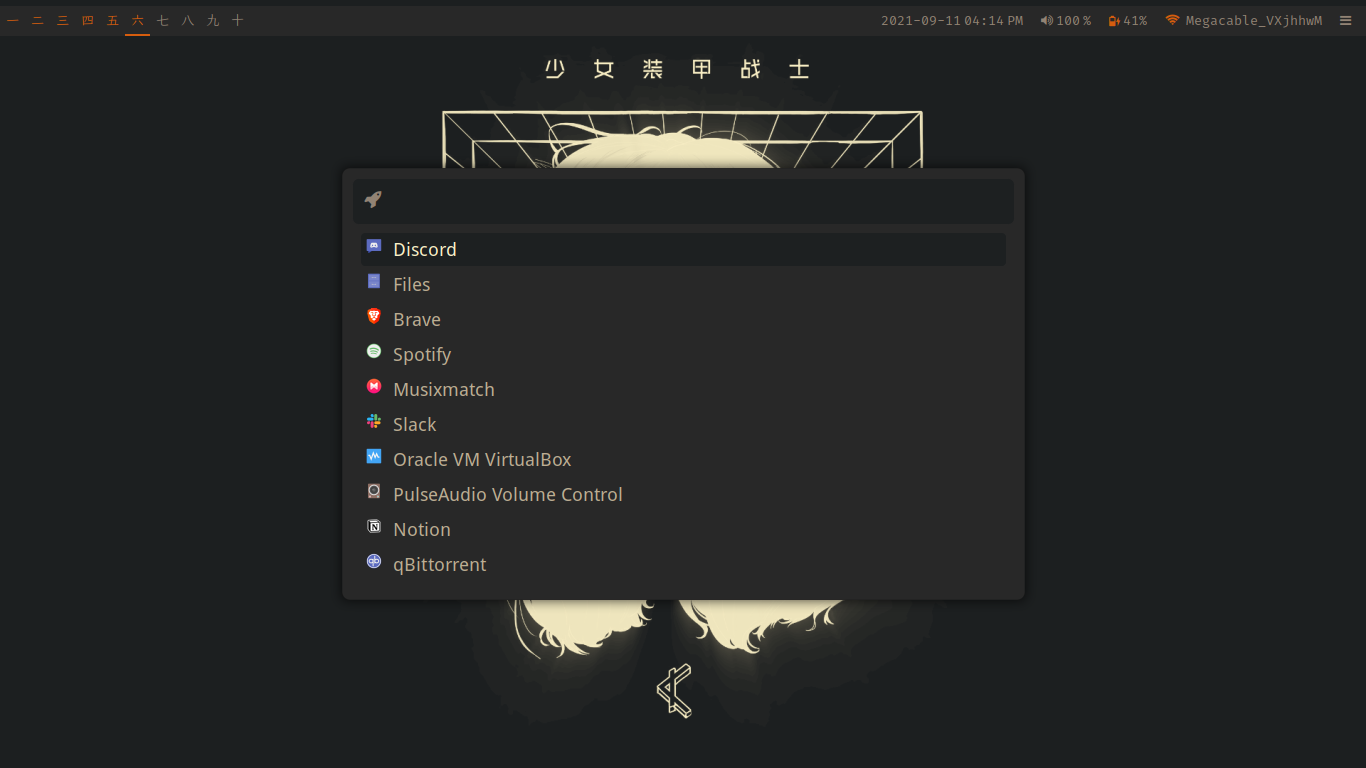 一 二 三 四 五 六 七 八 九 十 2021-09-11 04:14 PM 100% 41% Megacable_VXjhhwM
少女装甲战士
Discord
Files
Brave
Spotify
Musixmatch
Slack
Oracle VM VirtualBox
PulseAudio Volume Control
Notion
qBittorrent